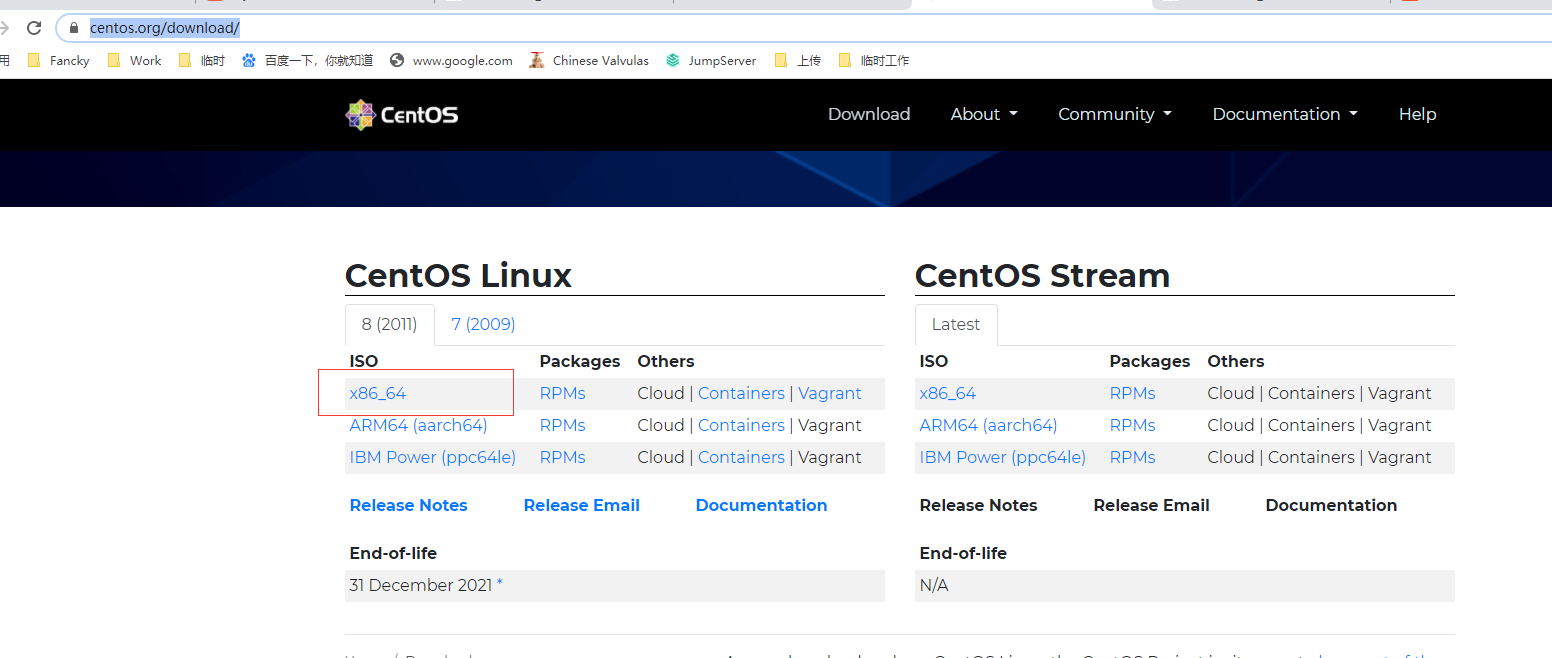 centos.org/download/
用 Fancky Work 临时 百度一下，你就知道 www.google.com Chinese Valvulas JumpServer 上传 临时工作
CentOS Download About Community Documentation Help
CentOS Linux
8 (2011) 7 (2009)
ISO Packages Others
x86_64 RPMs Cloud | Containers | Vagrant
ARM64 (aarch64) RPMs Cloud | Containers | Vagrant
IBM Power (ppc64le) RPMs Cloud | Containers | Vagrant
Release Notes Release Email Documentation
End-of-life
31 December 2021 *
CentOS Stream
Latest
ISO Packages Others
x86_64 RPMs Cloud | Containers | Vagrant
ARM64 (aarch64) RPMs Cloud | Containers | Vagrant
IBM Power (ppc64le) RPMs Cloud | Containers | Vagrant
Release Notes Release Email Documentation
End-of-life
N/A